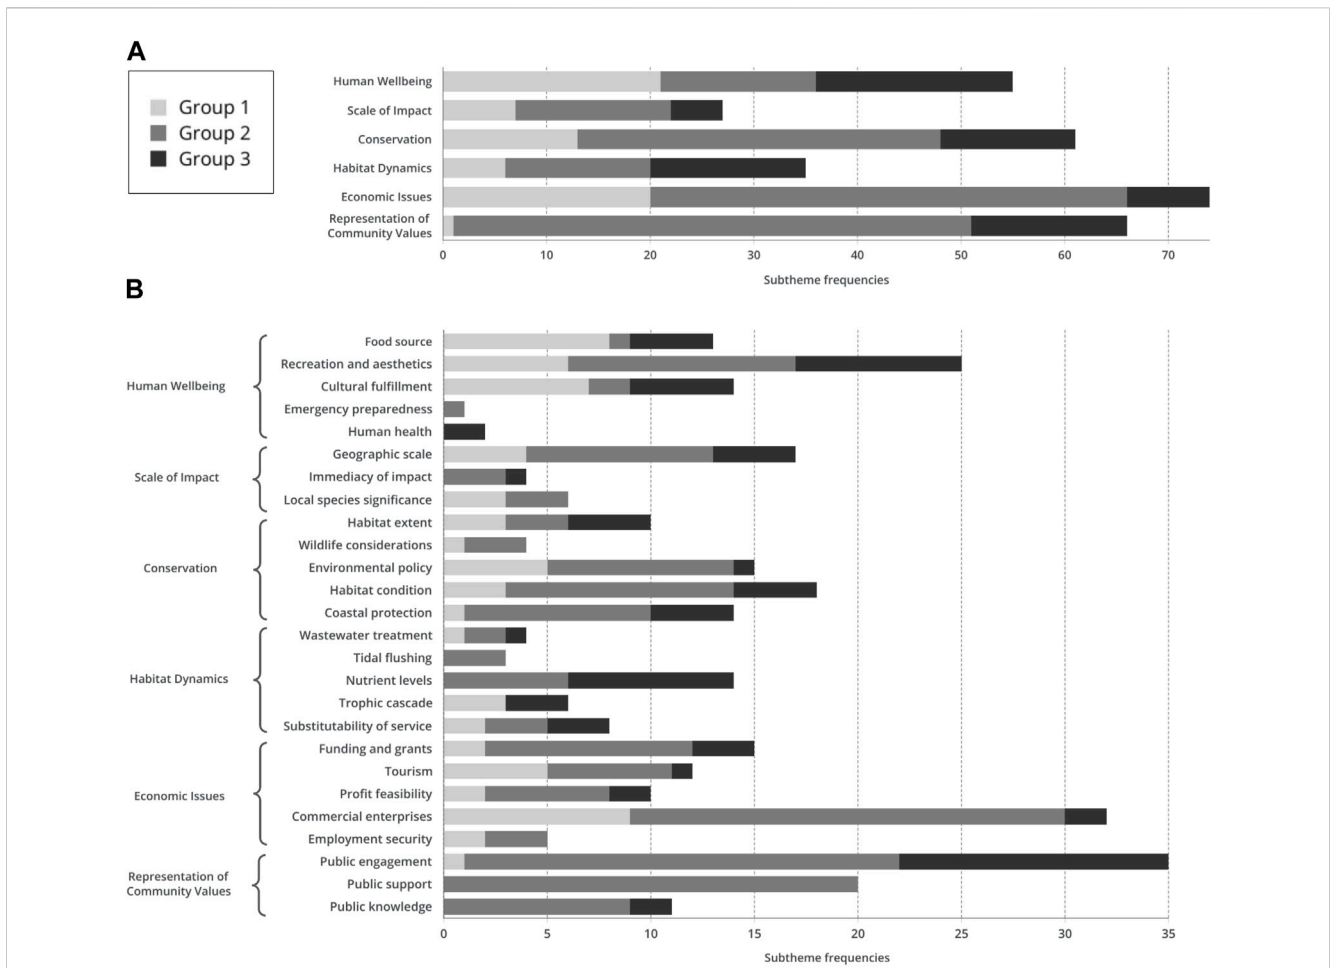 A
Group 1
Group 2
Group 3
Human Wellbeing
Scale of Impact
Conservation
Habitat Dynamics
Economic Issues
Representation of
Community Values
0 10 20 30 40 50 60 70
Subtheme frequencies
B
Human Wellbeing
Food source
Recreation and aesthetics
Cultural fulfillment
Emergency preparedness
Human health
Scale of Impact
Geographic scale
Immediacy of impact
Local species significance
Conservation
Habitat extent
Wildlife considerations
Environmental policy
Habitat condition
Coastal protection
Habitat Dynamics
Wastewater treatment
Tidal flushing
Nutrient levels
Trophic cascade
Substitutability of service
Economic Issues
Funding and grants
Tourism
Profit feasibility
Commercial enterprises
Employment security
Representation of
Community Values
Public engagement
Public support
Public knowledge
0 5 10 15 20 25 30 35
Subtheme frequencies